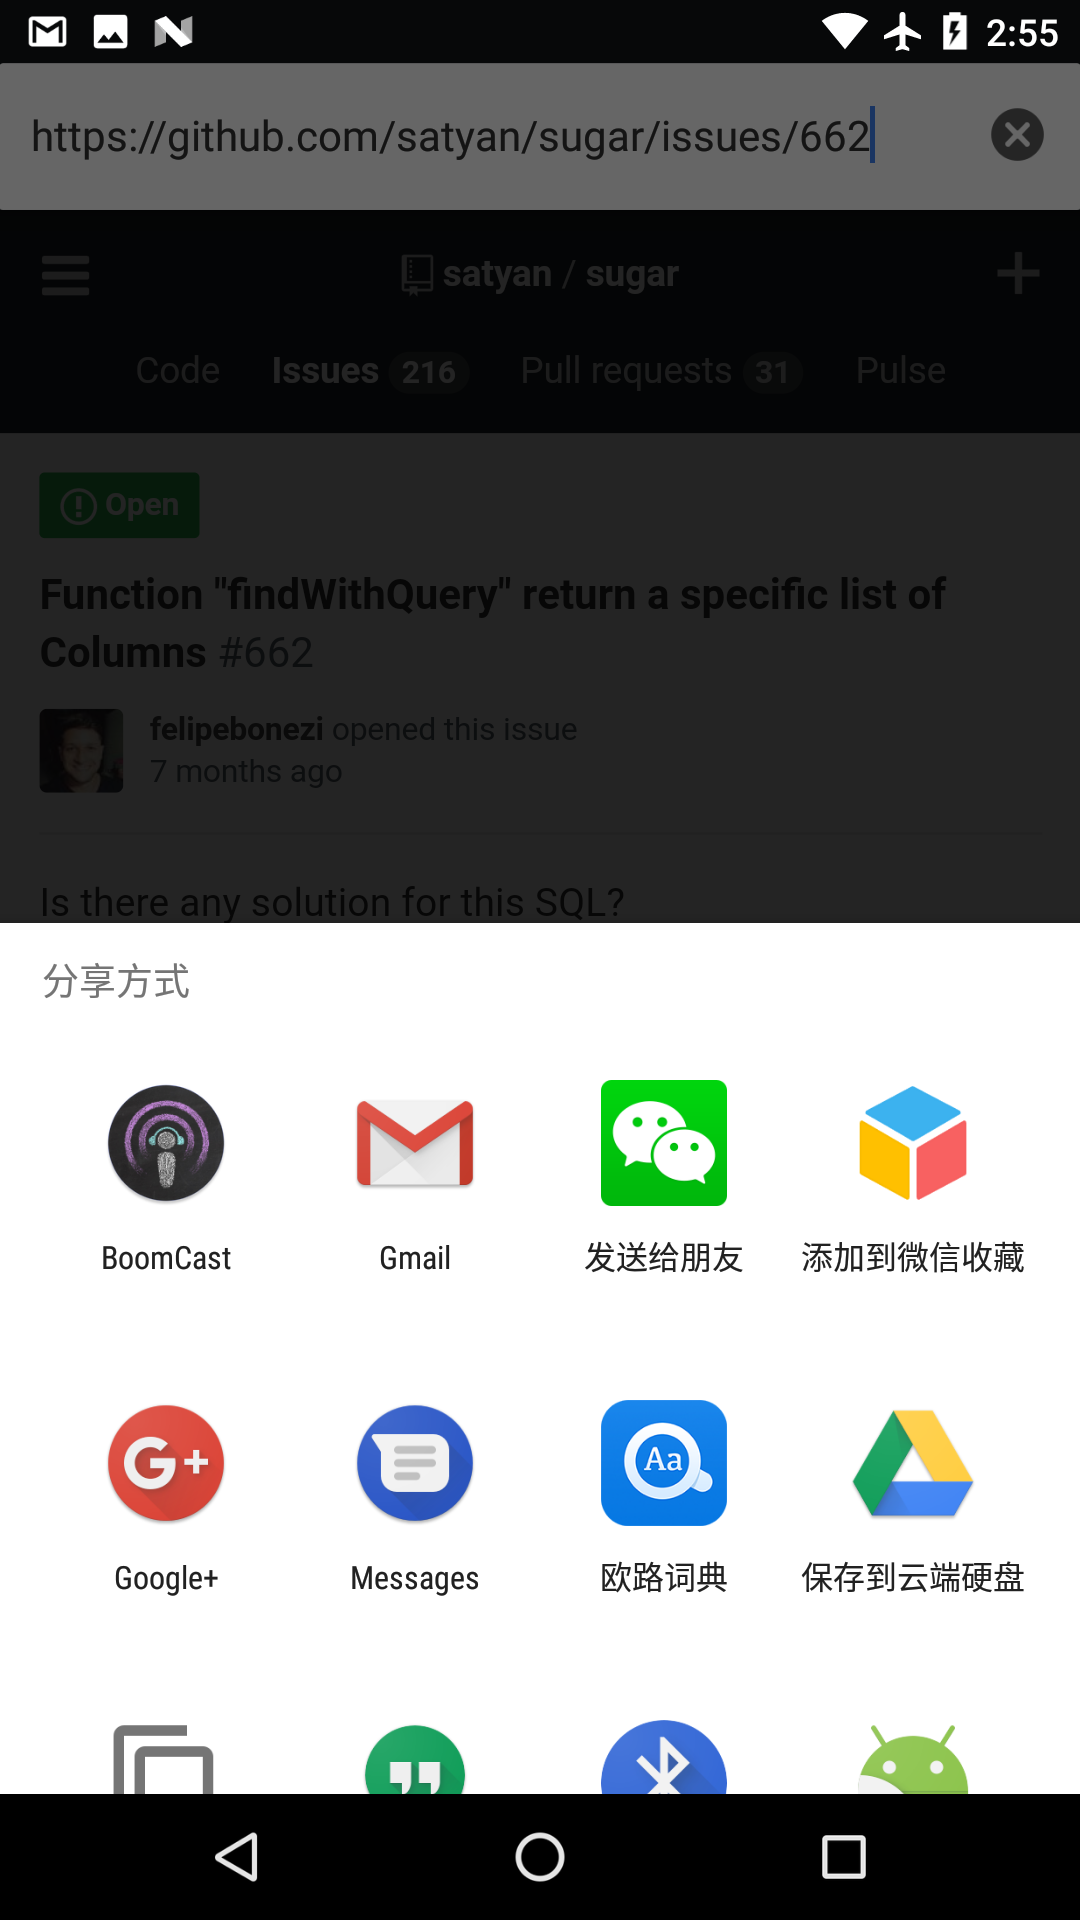 2:55
https://github.com/satyan/sugar/issues/662
satyan / sugar
Code Issues 216 Pull requests 31 Pulse
Open
Function "findWithQuery" return a specific list of
Columns #662
felipebonezi opened this issue
7 months ago
Is there any solution for this SQL?
分享方式
BoomCast Gmail 发送给朋友 添加到微信收藏
G+ Aa
Google+ Messages 欧路词典 保存到云端硬盘